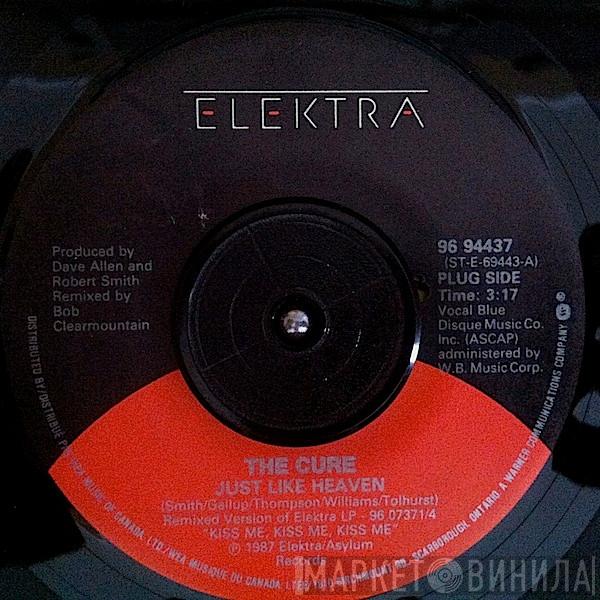 ELEKTRA
Produced by
Dave Allen and
Robert Smith
Remixed by
Bob
Clearmountain
96 94437
(ST-E-69443-A)
PLUG SIDE
Time: 3:17
Vocal Blue
Disque Music Co.
Inc. (ASCAP)
administered by
W.B. Music Corp.
THE CURE
JUST LIKE HEAVEN
(Smith/Gallup/Thompson/Williams/Tolhurst)
Remixed Version of Elektra LP - 96 07371/4
"KISS ME, KISS ME, KISS ME"
℗ 1987 Elektra/Asylum
Records
DISTRIBUTED BY/DISTRIBUE MUSIC OF CANADA, LTD./WEA MUSIQUE DU CANADA, BIRCHMOUNT SCARBOROUGH, ONTARIO. A WARNER COMMUNICATIONS COMPANY
МАРКЕТ ВИНИЛА